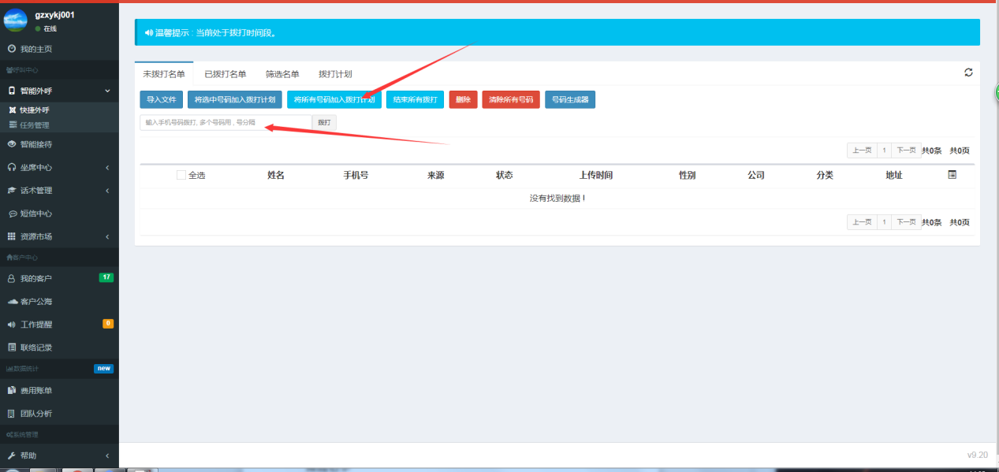 gzxykj001
在线
我的主页
呼叫中心
智能外呼
快捷外呼
任务管理
智能接待
坐席中心
话术管理
短信中心
资源市场
客户中心
我的客户 17
客户公海
工作提醒 0
联络记录
数据统计 new
费用账单
团队分析
系统管理
帮助
温馨提示：当前处于拨打时间段。
未拨打名单 已拨打名单 筛选名单 拨打计划
导入文件 将选中号码加入拨打计划 将所有号码加入拨打计划 结束所有拨打 删除 清除所有号码 号码生成器
输入手机号码拨打, 多个号码用 , 号分隔 拨打
上一页 1 下一页 共0条 共0页
全选 姓名 手机号 来源 状态 上传时间 性别 公司 分类 地址
没有找到数据！
上一页 1 下一页 共0条 共0页
v9.20